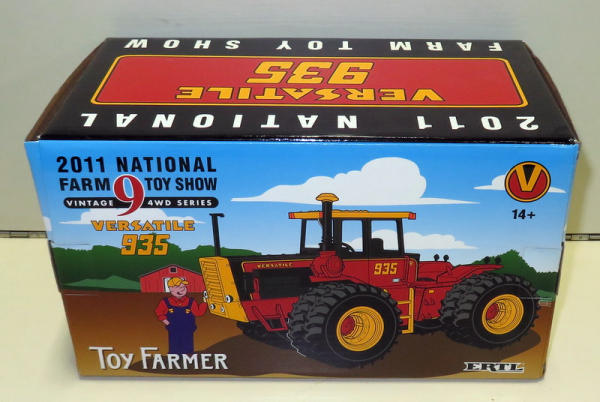 2011 NATIONAL
FARM TOY SHOW
VERSATILE
935
2011 NATIONAL
FARM 9 TOY SHOW
VINTAGE 4WD SERIES
VERSATILE
935
V
14+
VERSATILE
935
TOY FARMER
ERTL